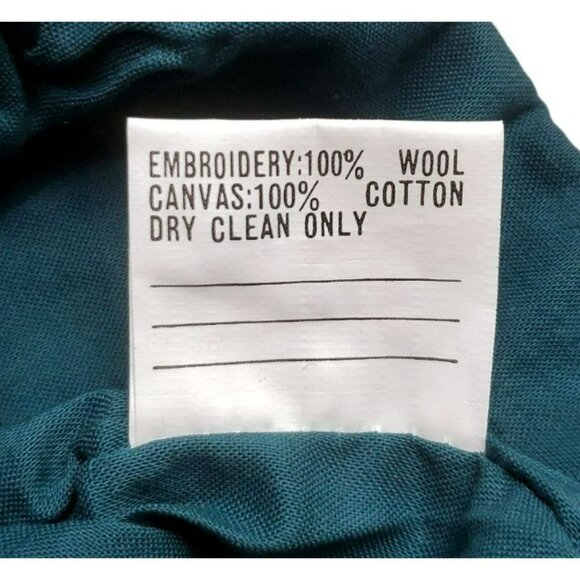 EMBROIDERY:100% WOOL
CANVAS:100% COTTON
DRY CLEAN ONLY